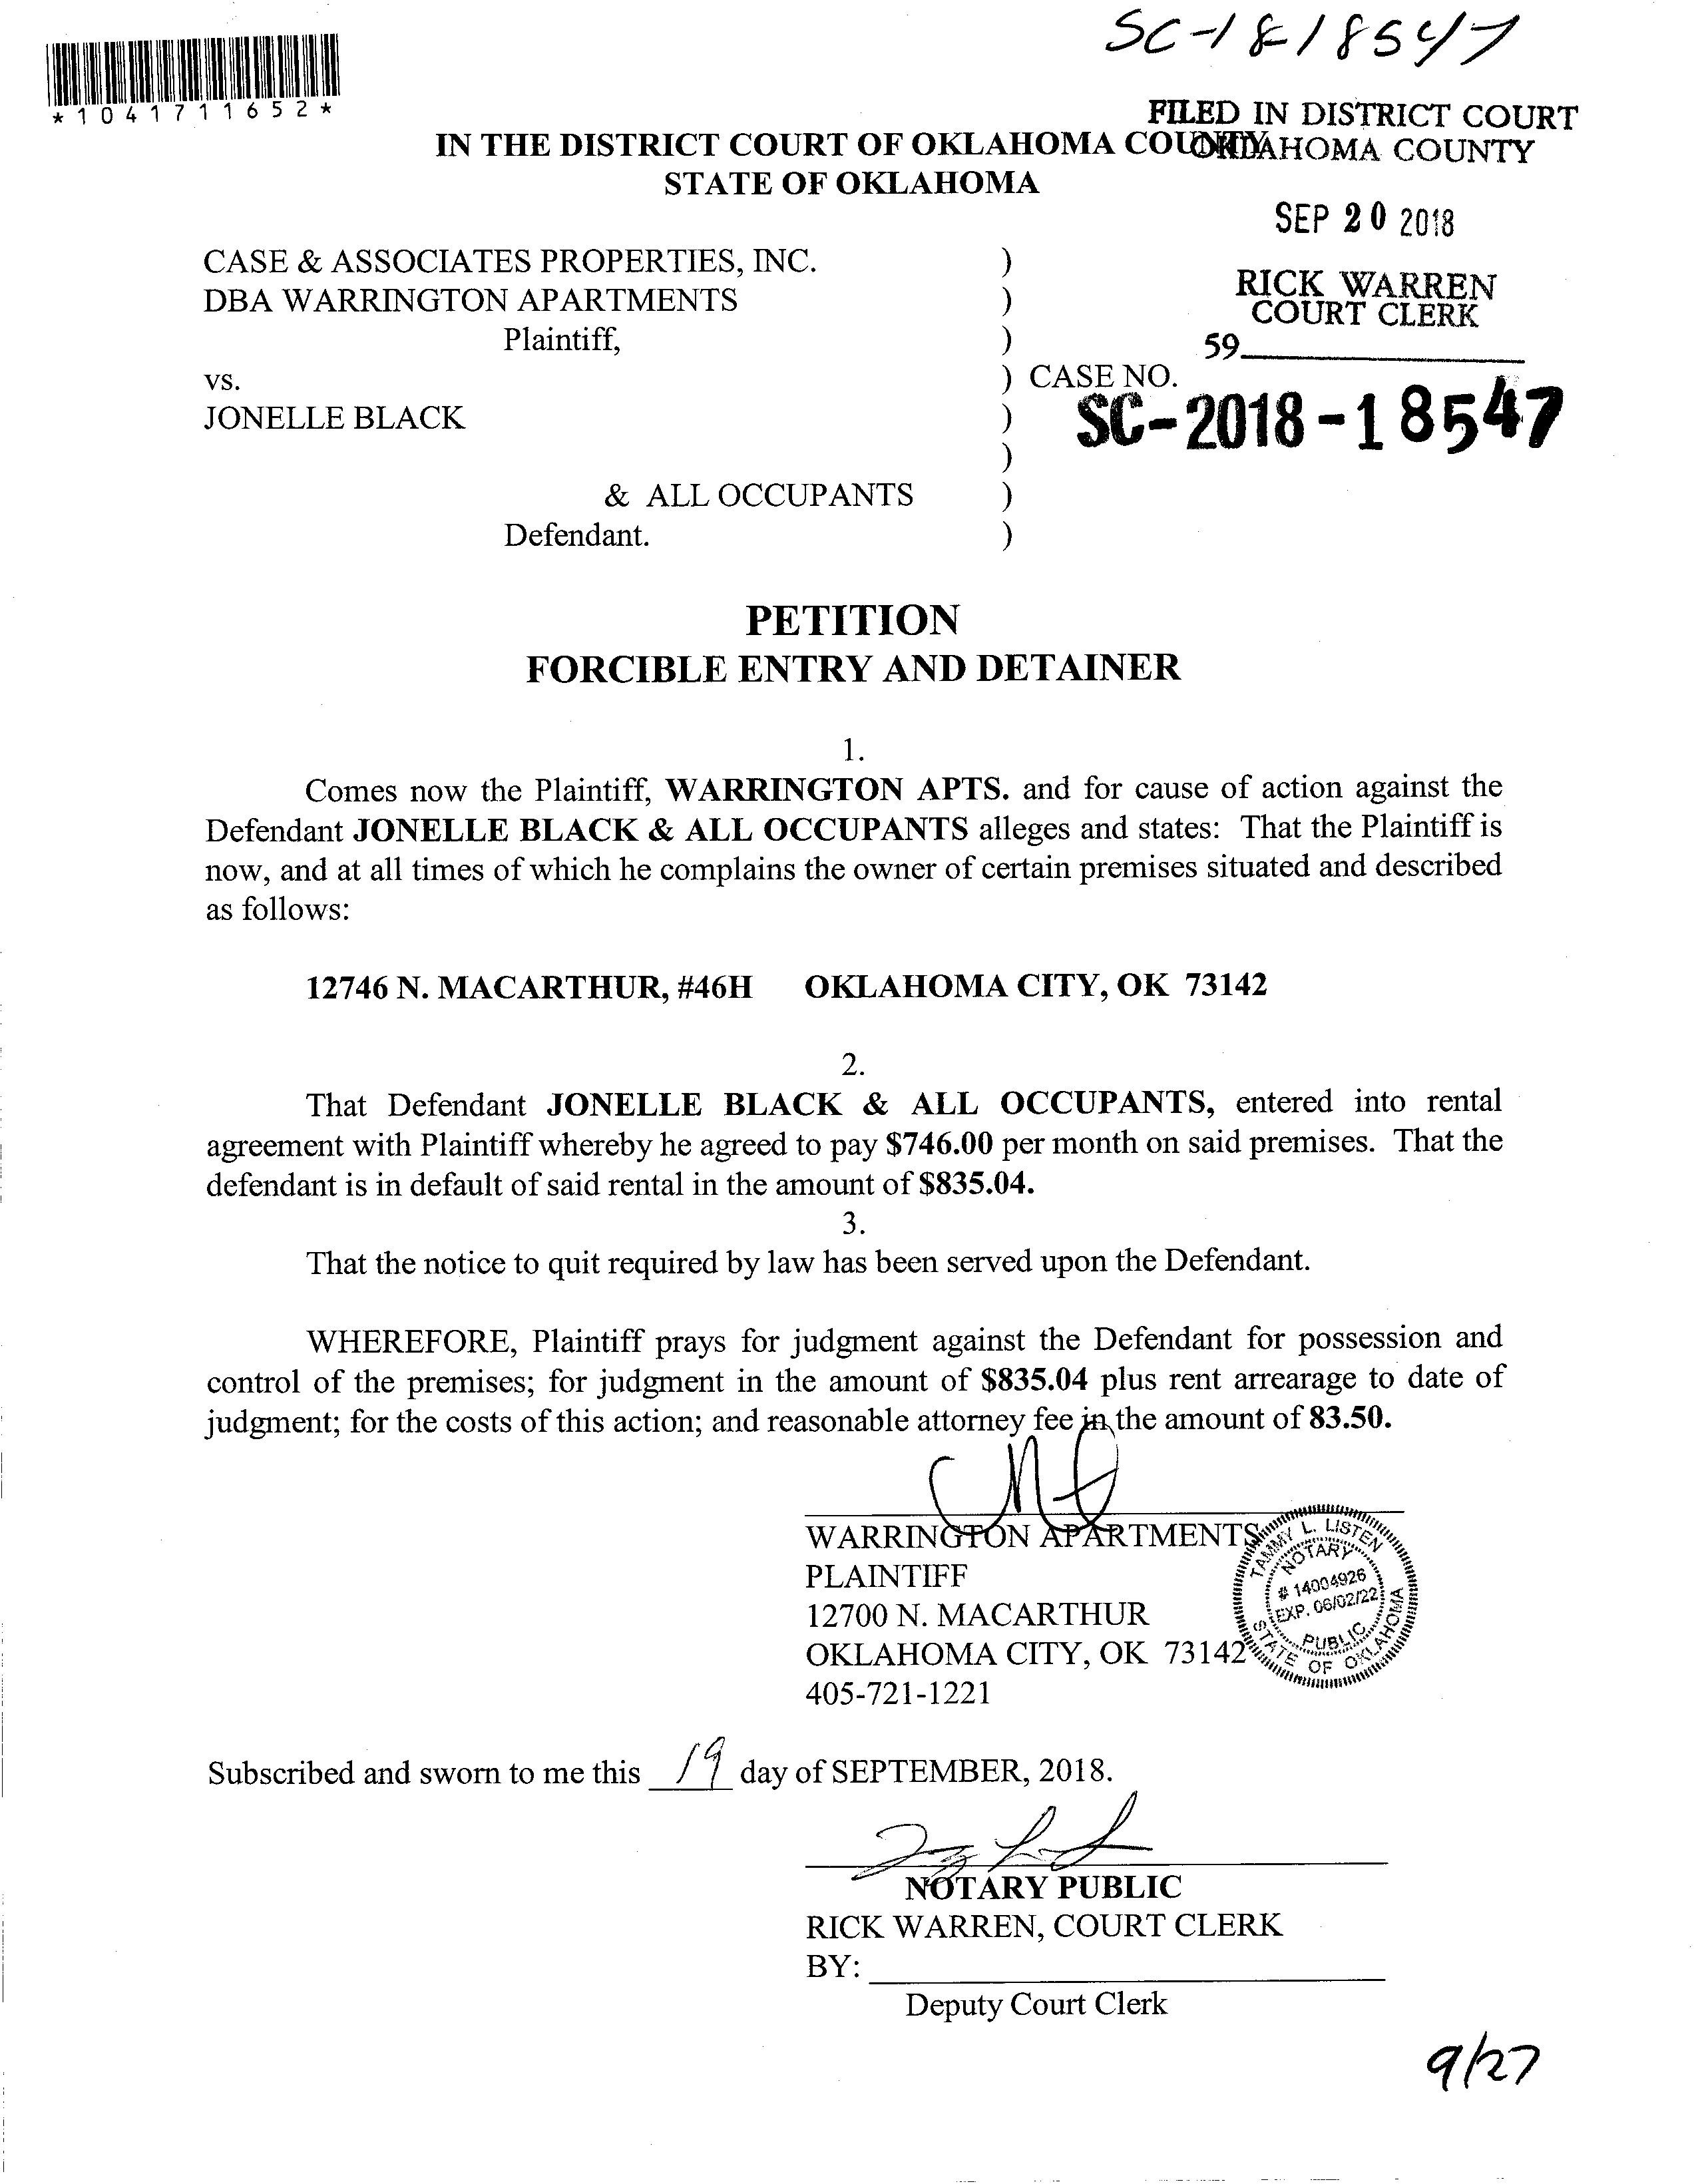 SC-18-18547
*1041711652*
FILED IN DISTRICT COURT
OKLAHOMA COUNTY
IN THE DISTRICT COURT OF OKLAHOMA COUNTY
STATE OF OKLAHOMA
SEP 20 2018
CASE & ASSOCIATES PROPERTIES, INC. )
DBA WARRINGTON APARTMENTS )
RICK WARREN
COURT CLERK
Plaintiff, )
59
vs. ) CASE NO.
JONELLE BLACK )
SC-2018-18547
)
& ALL OCCUPANTS )
Defendant. )
PETITION
FORCIBLE ENTRY AND DETAINER
1.
Comes now the Plaintiff, WARRINGTON APTS. and for cause of action against the
Defendant JONELLE BLACK & ALL OCCUPANTS alleges and states: That the Plaintiff is
now, and at all times of which he complains the owner of certain premises situated and described
as follows:
12746 N. MACARTHUR, #46H OKLAHOMA CITY, OK 73142
2.
That Defendant JONELLE BLACK & ALL OCCUPANTS, entered into rental
agreement with Plaintiff whereby he agreed to pay $746.00 per month on said premises. That the
defendant is in default of said rental in the amount of $835.04.
3.
That the notice to quit required by law has been served upon the Defendant.
WHEREFORE, Plaintiff prays for judgment against the Defendant for possession and
control of the premises; for judgment in the amount of $835.04 plus rent arrearage to date of
judgment; for the costs of this action; and reasonable attorney fee in the amount of 83.50.
WARRINGTON APARTMENTS
PLAINTIFF
12700 N. MACARTHUR
OKLAHOMA CITY, OK 73142
405-721-1221
TAMMY L. LISTEN
NOTARY
# 14004926
EXP. 06/02/22
PUBLIC
STATE OF OKLAHOMA
Subscribed and sworn to me this 19 day of SEPTEMBER, 2018.
NOTARY PUBLIC
RICK WARREN, COURT CLERK
BY:
Deputy Court Clerk
9/27